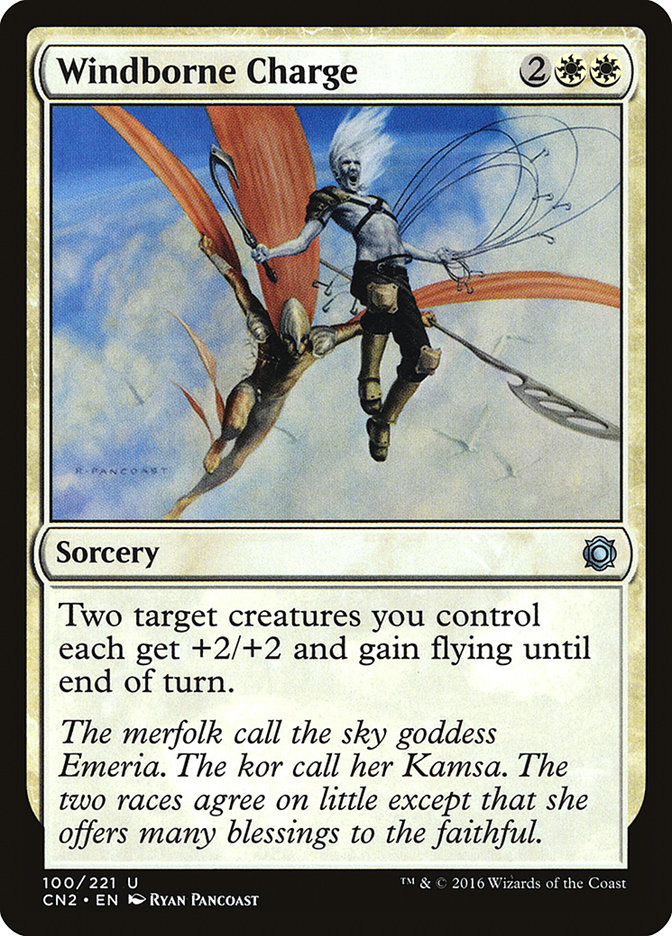 Windborne Charge 2
R. PANCOAST
Sorcery
Two target creatures you control
each get +2/+2 and gain flying until
end of turn.
The merfolk call the sky goddess
Emeria. The kor call her Kamsa. The
two races agree on little except that she
offers many blessings to the faithful.
100/221 U
CN2 • EN Ryan Pancoast
™ & © 2016 Wizards of the Coast